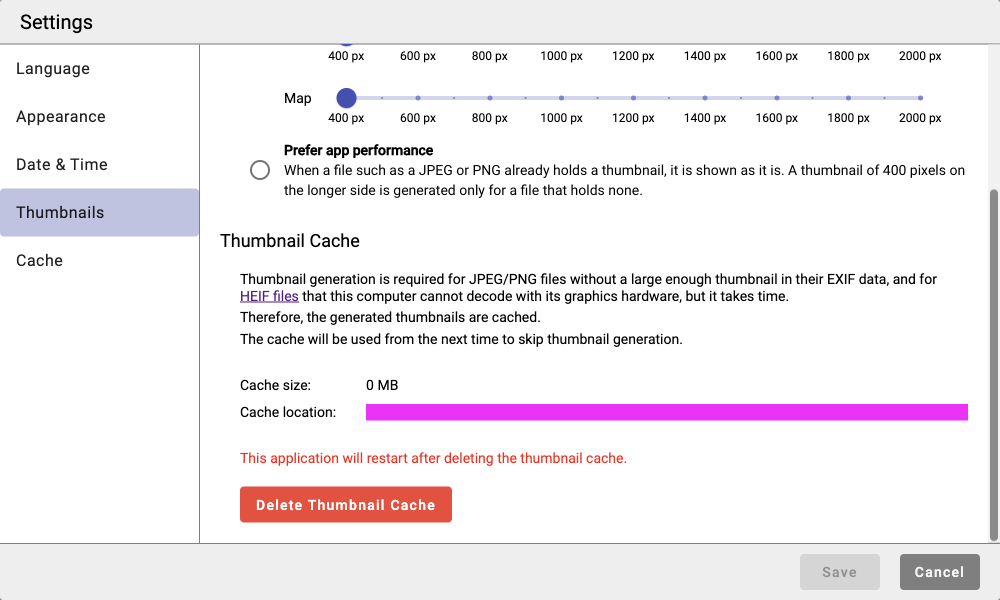 Settings
Language
Appearance
Date & Time
Thumbnails
Cache
400 px 600 px 800 px 1000 px 1200 px 1400 px 1600 px 1800 px 2000 px
Map
400 px 600 px 800 px 1000 px 1200 px 1400 px 1600 px 1800 px 2000 px
Prefer app performance
When a file such as a JPEG or PNG already holds a thumbnail, it is shown as it is. A thumbnail of 400 pixels on
the longer side is generated only for a file that holds none.
Thumbnail Cache
Thumbnail generation is required for JPEG/PNG files without a large enough thumbnail in their EXIF data, and for
HEIF files that this computer cannot decode with its graphics hardware, but it takes time.
Therefore, the generated thumbnails are cached.
The cache will be used from the next time to skip thumbnail generation.
Cache size: 0 MB
Cache location:
This application will restart after deleting the thumbnail cache.
Delete Thumbnail Cache
Save
Cancel